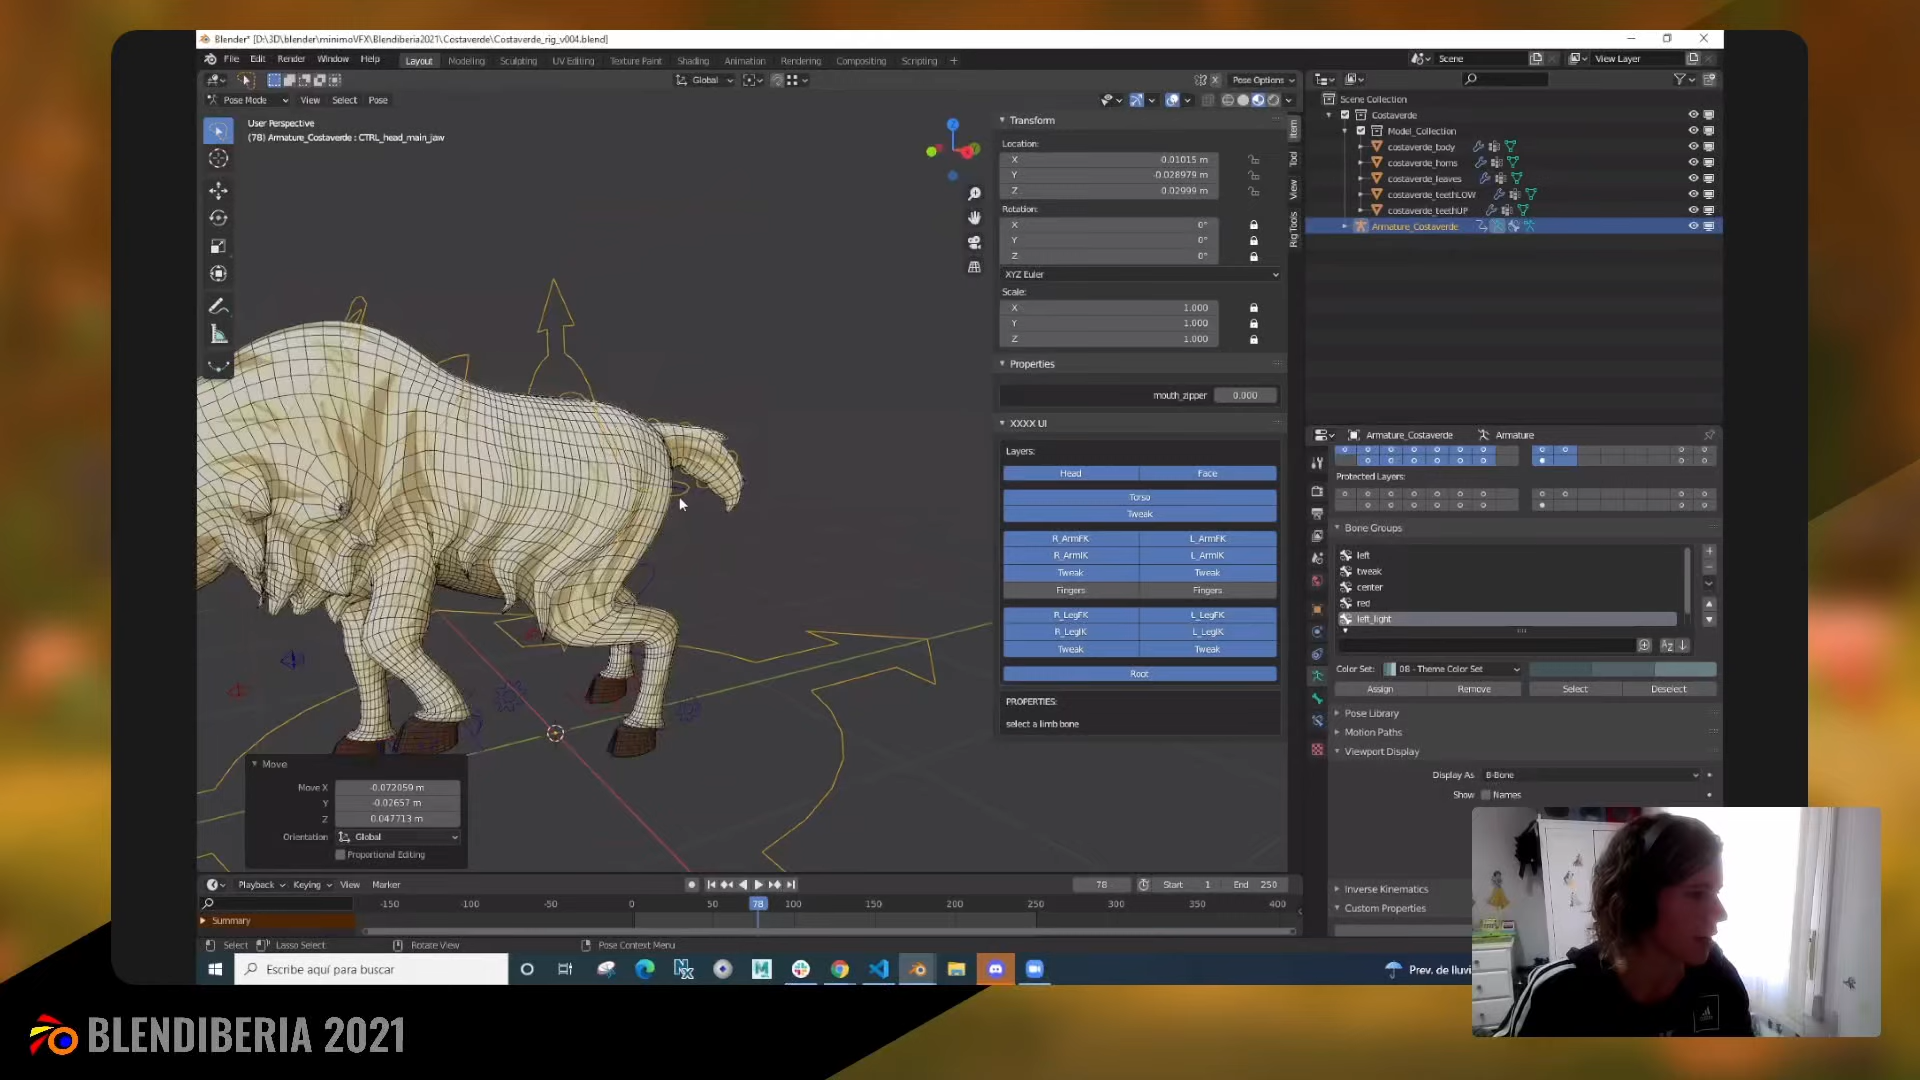 Blender* [D:\3D\blender\minimoVFX\Blendiberia2021\Costaverde\Costaverde_rig_v004.blend]
File Edit Render Window Help Layout Modeling Sculpting UV Editing Texture Paint Shading Animation Rendering Compositing Scripting + Scene View Layer
Global Pose Options
Pose Mode View Select Pose
User Perspective
(78) Armature_Costaverde : CTRL_head_main_jaw
Transform
Location:
X 0.01015 m
Y -0.028979 m
Z 0.02999 m
Rotation:
X 0°
Y 0°
Z 0°
XYZ Euler
Scale:
X 1.000
Y 1.000
Z 1.000
Properties
mouth_zipper 0.000
XXXX UI
Layers:
Head Face
Torso
Tweak
R_ArmFK L_ArmFK
R_ArmIK L_ArmIK
Tweak Tweak
Fingers Fingers
R_LegFK L_LegFK
R_LegIK L_LegIK
Tweak Tweak
Root
PROPERTIES:
select a limb bone
Item
Tool
View
Rig Tools
Scene Collection
Costaverde
Model_Collection
costaverde_body
costaverde_horns
costaverde_leaves
costaverde_teethLOW
costaverde_teethUP
Armature_Costaverde
Armature_Costaverde Armature
Protected Layers:
Bone Groups
left
tweak
center
red
left_light
Color Set: 08 - Theme Color Set
Assign Remove Select Deselect
Pose Library
Motion Paths
Viewport Display
Display As B-Bone
Show Names
Inverse Kinematics
Custom Properties
Move
Move X -0.072059 m
Y -0.02657 m
Z 0.047713 m
Orientation Global
Proportional Editing
Playback Keying View Marker 78 Start 1 End 250
-150 -100 -50 0 50 78 100 150 200 250 300 350 400
Summary
Select Lasso Select Rotate View Pose Context Menu
Escribe aquí para buscar
Prev. de lluvi
BLENDIBERIA 2021